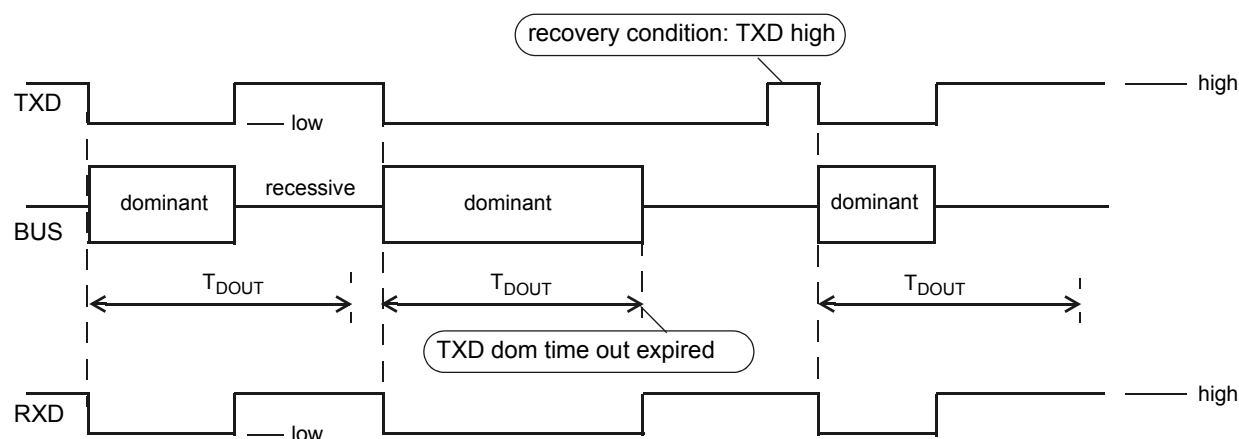 recovery condition: TXD high
TXD
high
low
dominant
recessive
dominant
dominant
BUS
TDOUT
TDOUT
TDOUT
TXD dom time out expired
high
RXD
low